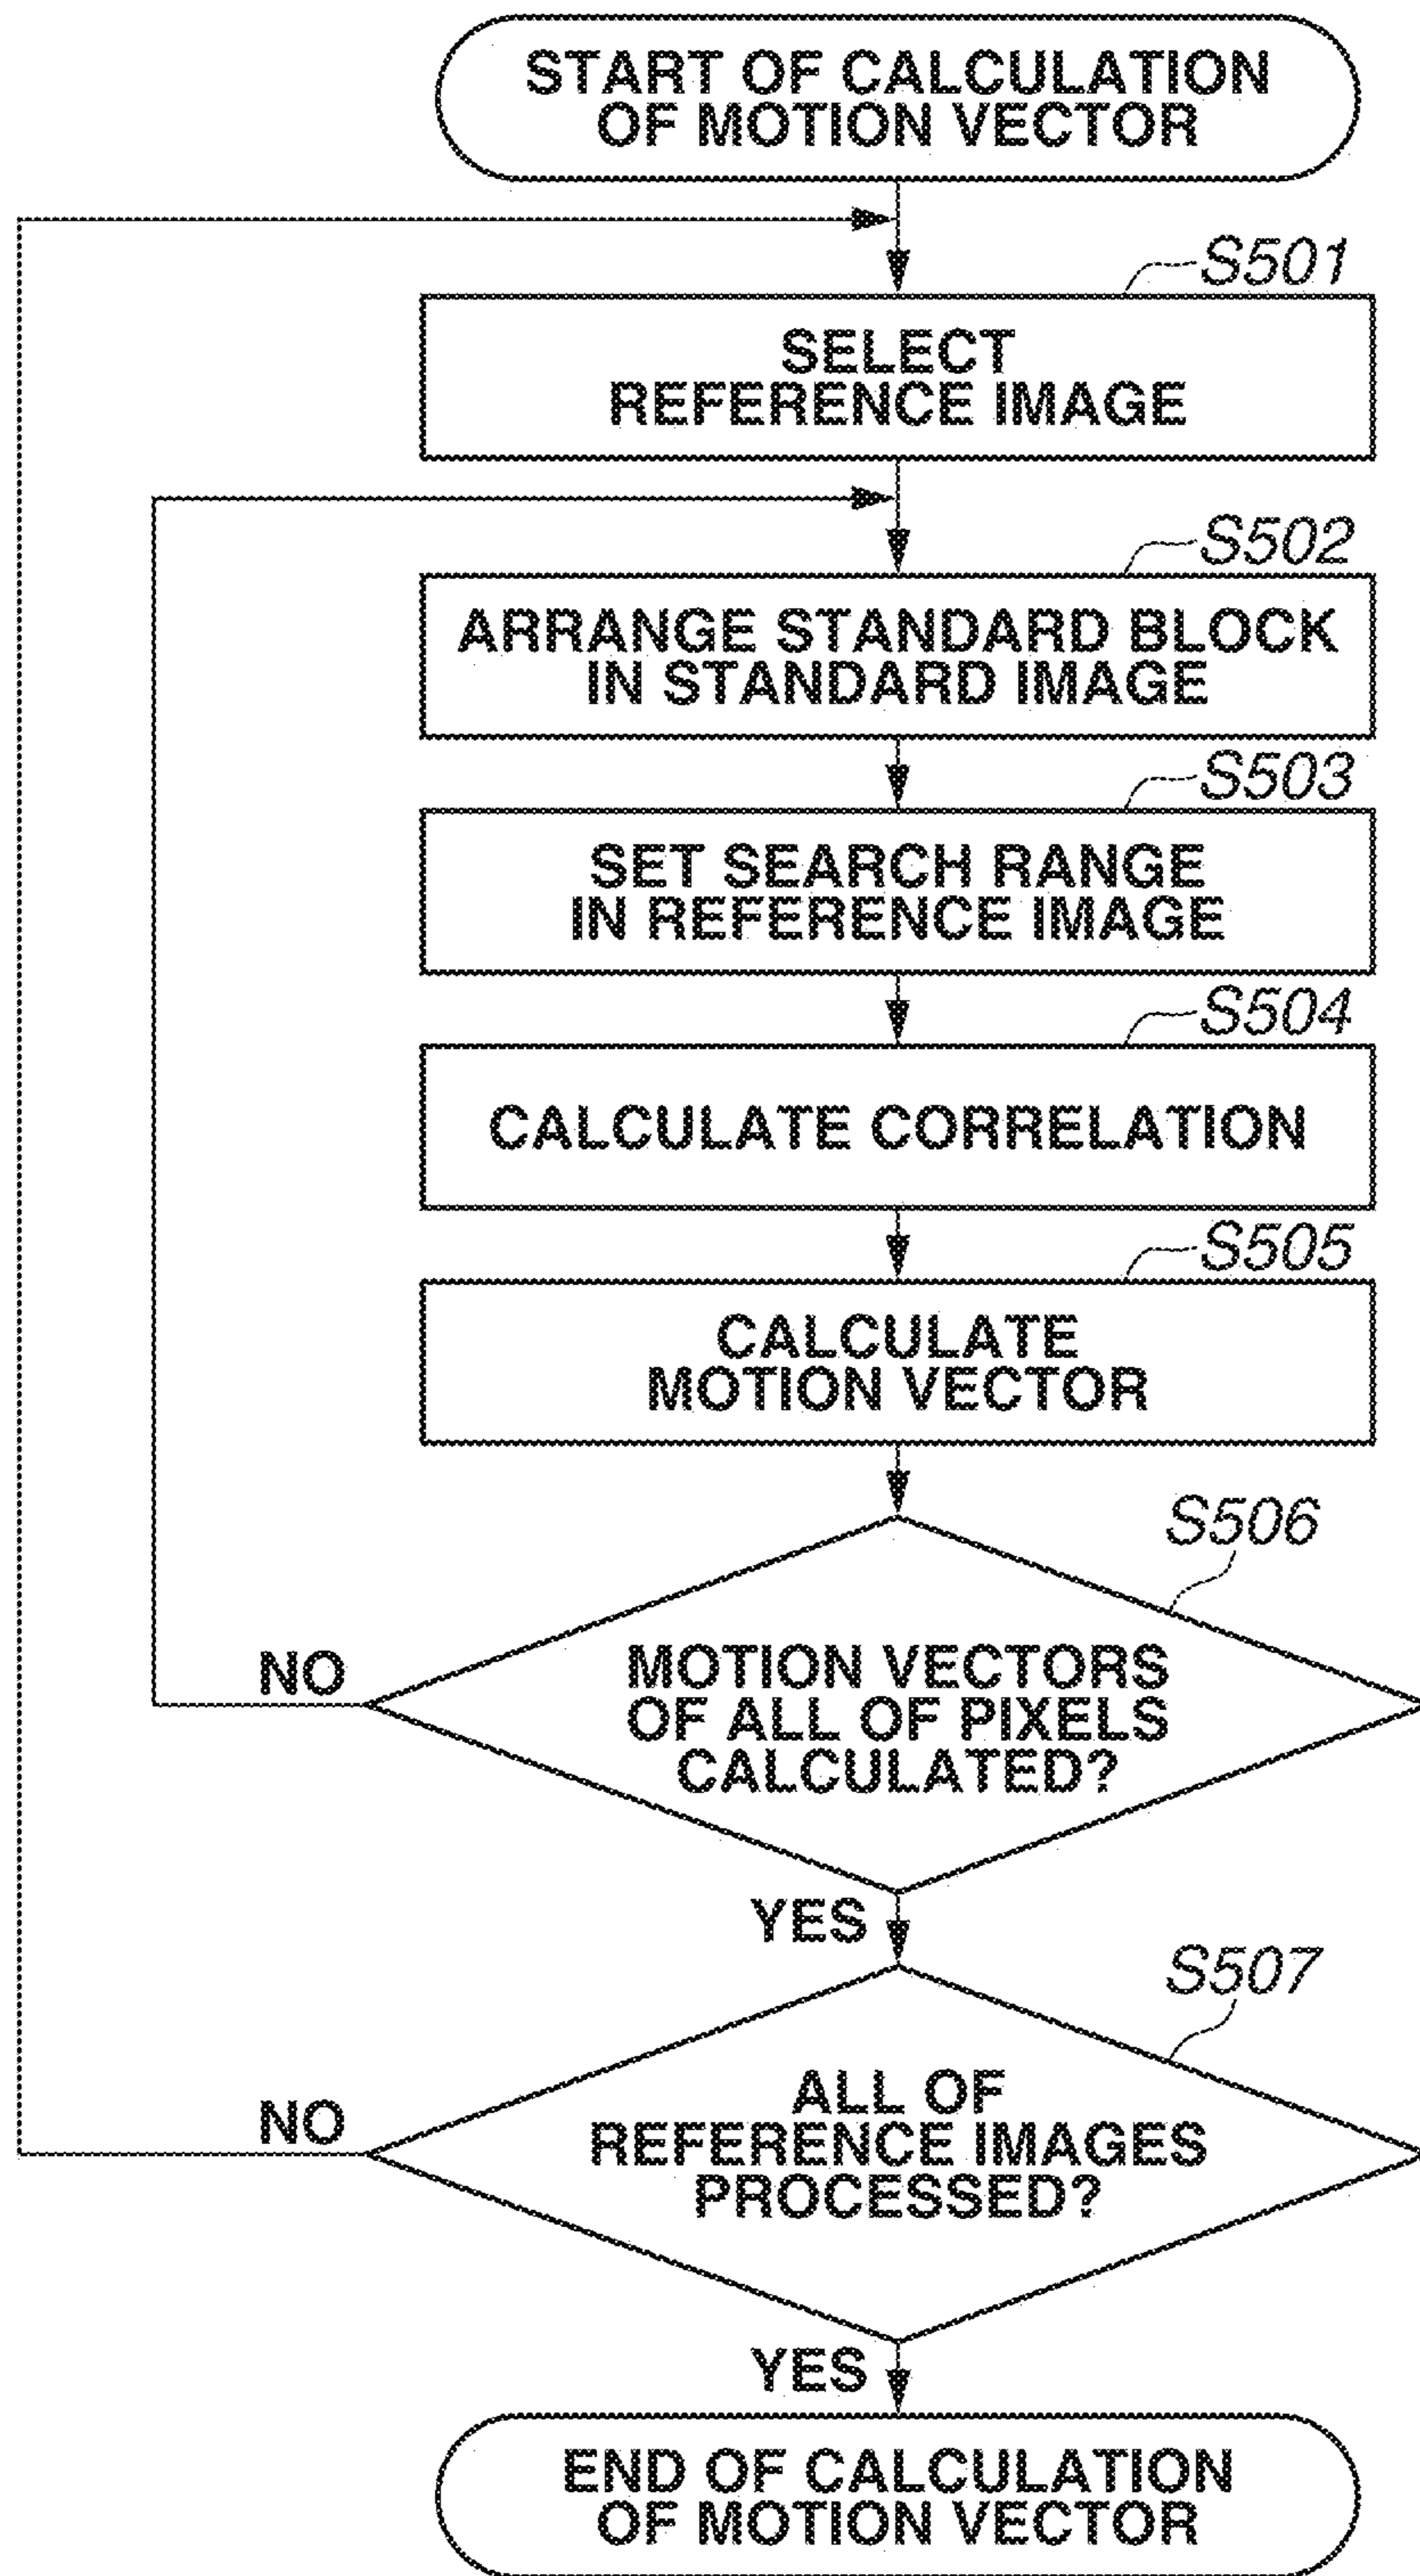 START OF CALCULATION
OF MOTION VECTOR
S501
SELECT
REFERENCE IMAGE
S502
ARRANGE STANDARD BLOCK
IN STANDARD IMAGE
S503
SET SEARCH RANGE
IN REFERENCE IMAGE
S504
CALCULATE CORRELATION
S505
CALCULATE
MOTION VECTOR
S506
NO
MOTION VECTORS
OF ALL OF PIXELS
CALCULATED?
YES
S507
NO
ALL OF
REFERENCE IMAGES
PROCESSED?
YES
END OF CALCULATION
OF MOTION VECTOR